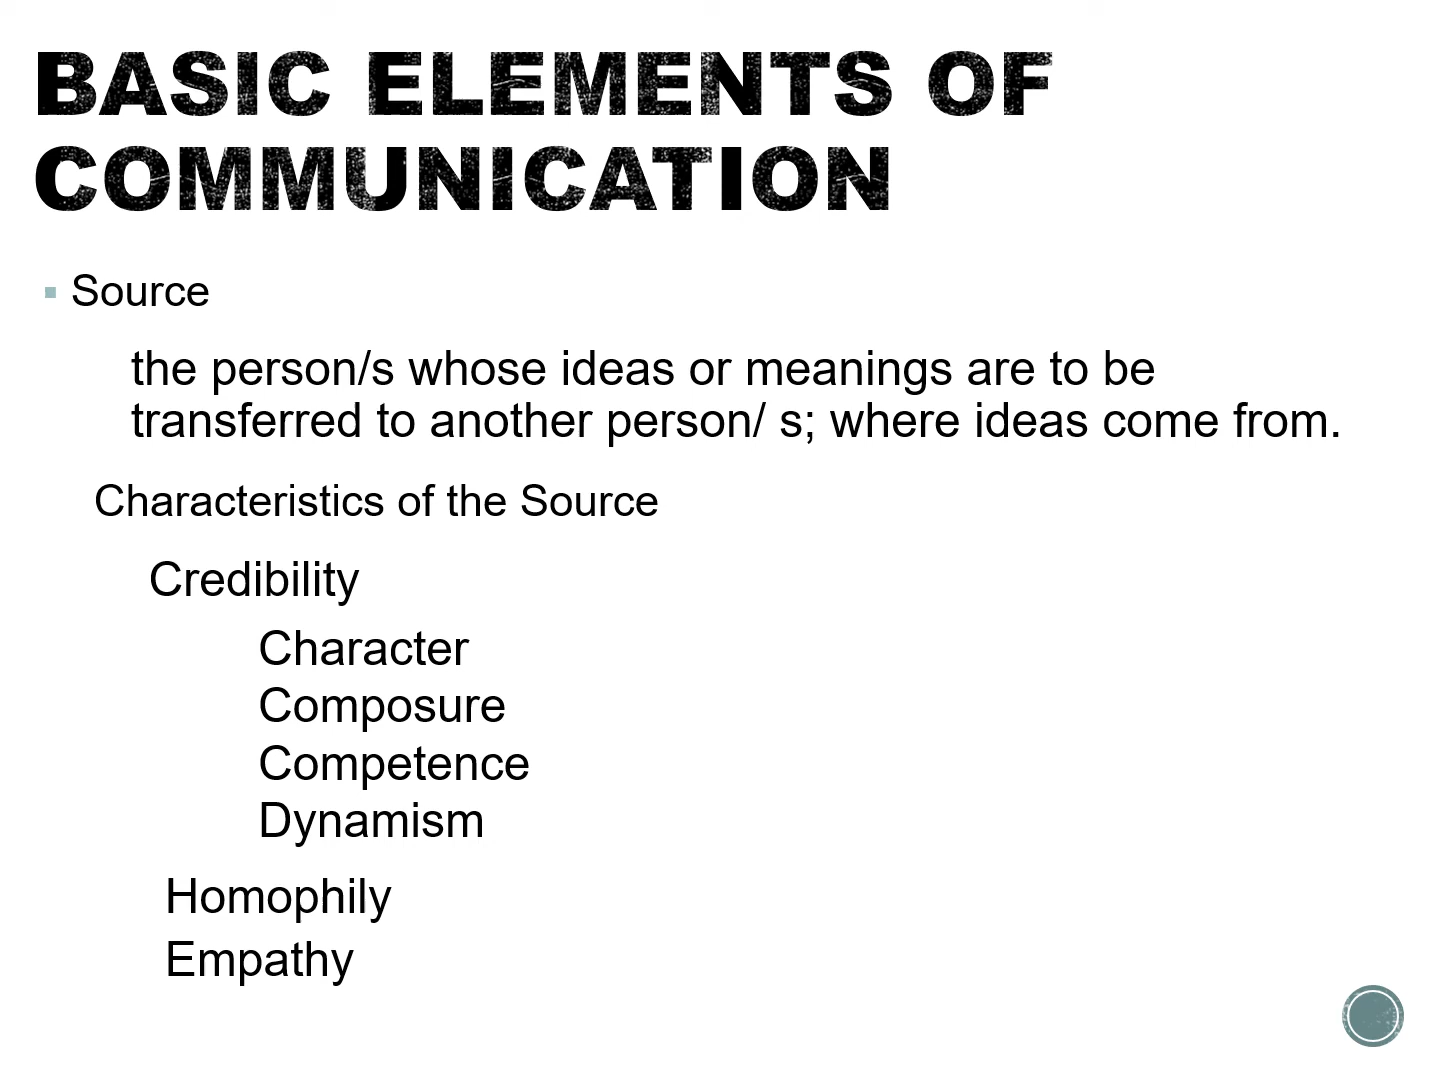 BASIC ELEMENTS OF
COMMUNICATION
▪ Source
the person/s whose ideas or meanings are to be
transferred to another person/ s; where ideas come from.
Characteristics of the Source
Credibility
Character
Composure
Competence
Dynamism
Homophily
Empathy